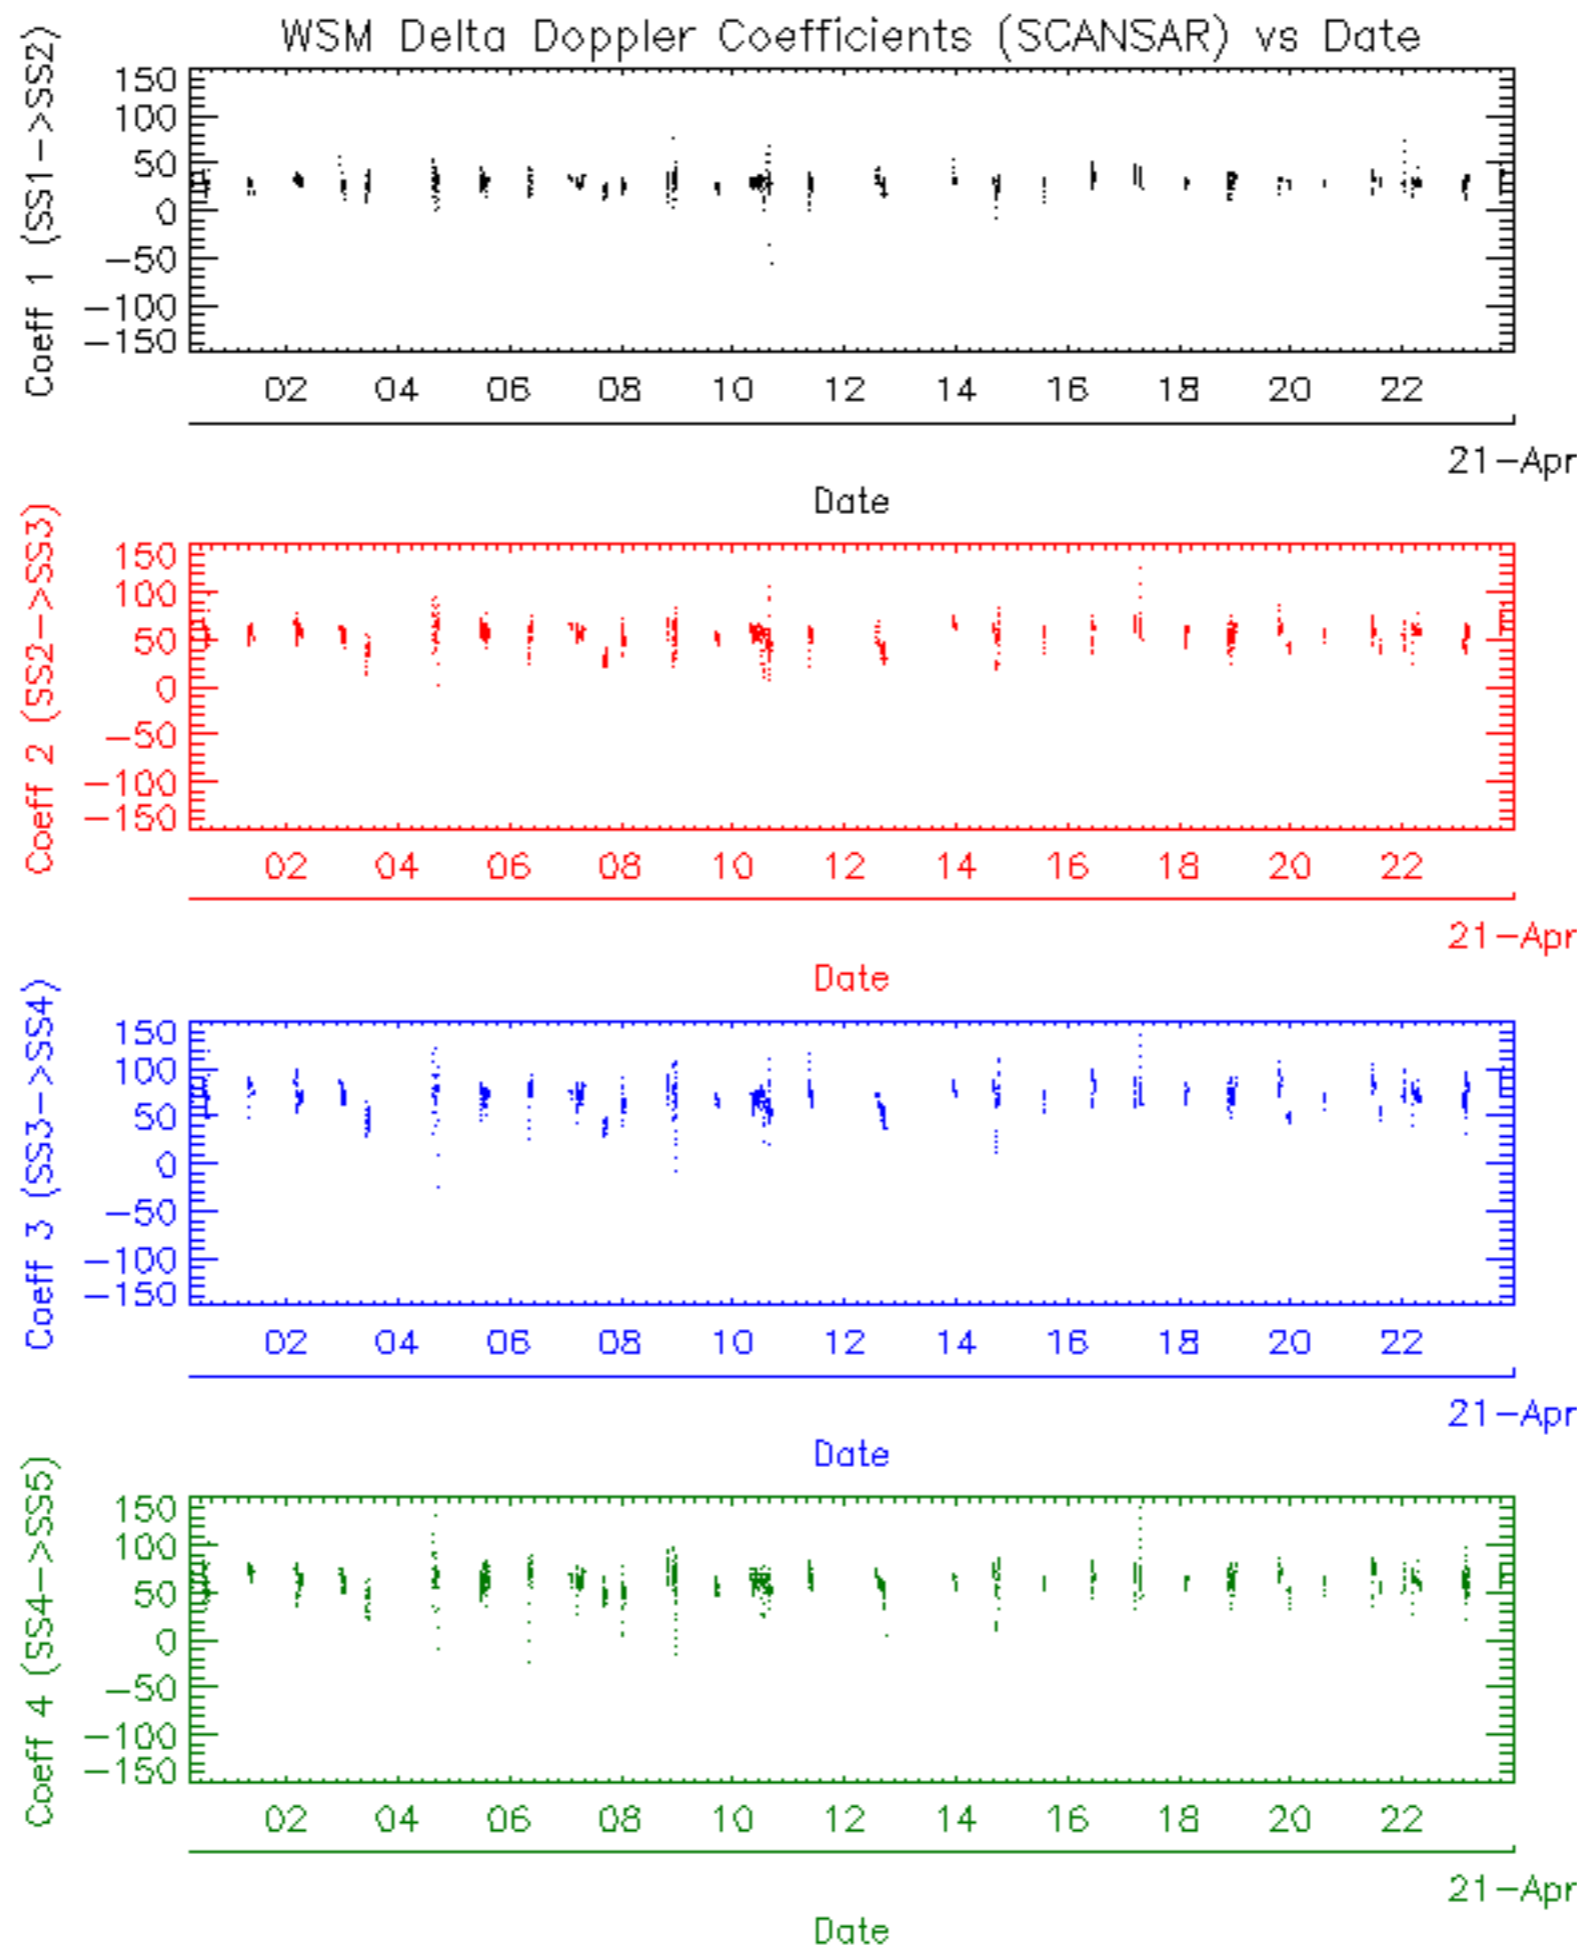 WSM Delta Doppler Coefficients (SCANSAR) vs Date
Coeff 1 (SS1->SS2)
150
100
50
0
-50
-100
-150
02 04 06 08 10 12 14 16 18 20 22
21-Apr
Date
Coeff 2 (SS2->SS3)
150
100
50
0
-50
-100
-150
02 04 06 08 10 12 14 16 18 20 22
21-Apr
Date
Coeff 3 (SS3->SS4)
150
100
50
0
-50
-100
-150
02 04 06 08 10 12 14 16 18 20 22
21-Apr
Date
Coeff 4 (SS4->SS5)
150
100
50
0
-50
-100
-150
02 04 06 08 10 12 14 16 18 20 22
21-Apr
Date